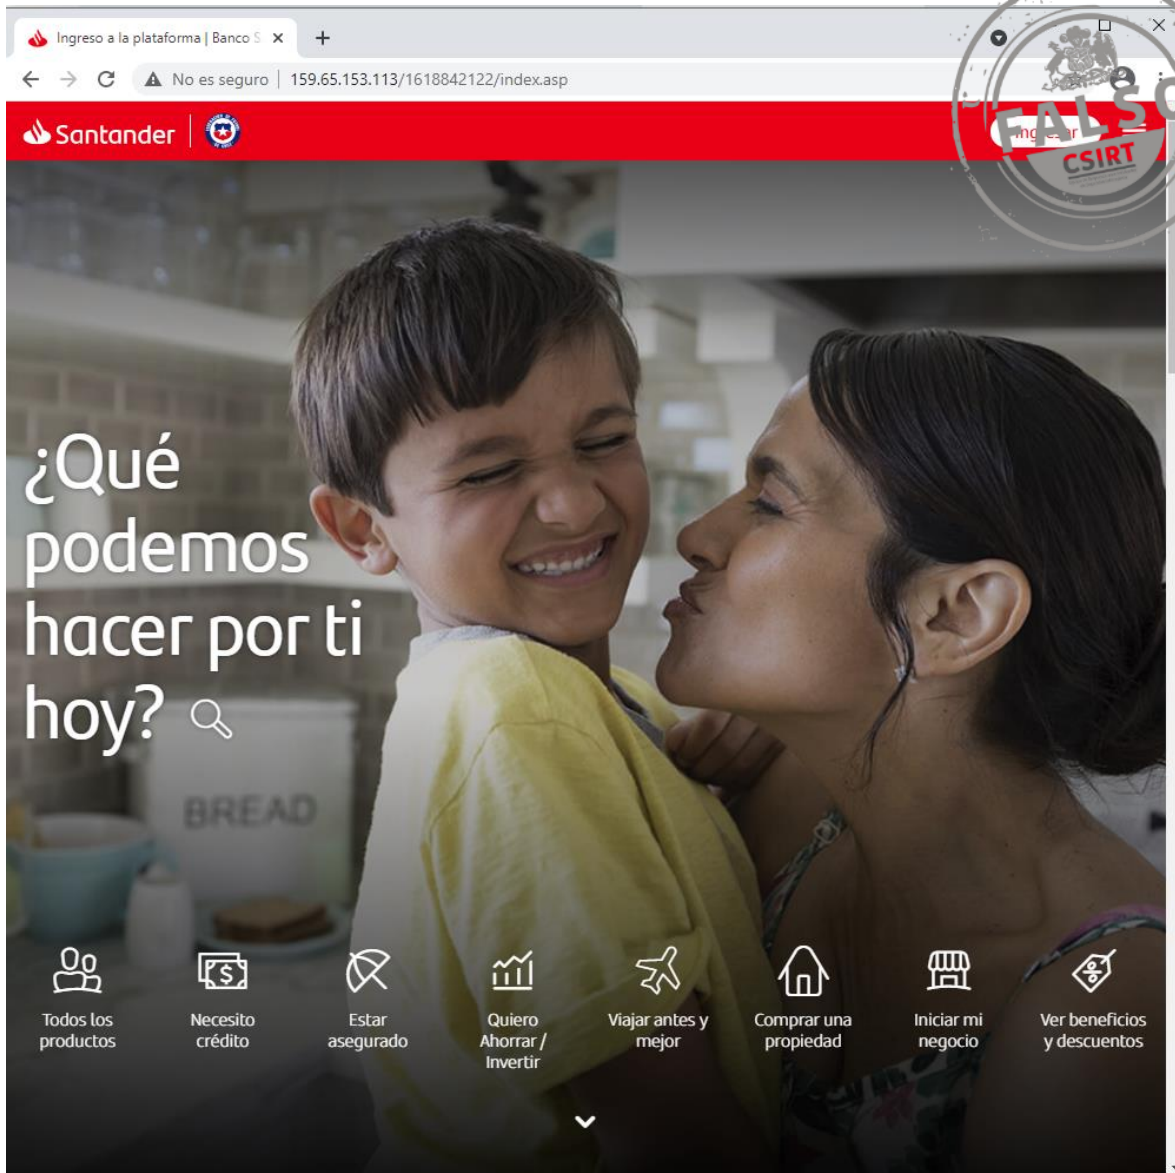 Ingreso a la plataforma | Banco S
No es seguro | 159.65.153.113/1618842122/index.asp
Santander
Ingresar
FALSO
CSIRT
¿Qué
podemos
hacer por ti
hoy?
BREAD
Todos los
productos
Necesito
crédito
Estar
asegurado
Quiero
Ahorrar /
Invertir
Viajar antes y
mejor
Comprar una
propiedad
Iniciar mi
negocio
Ver beneficios
y descuentos